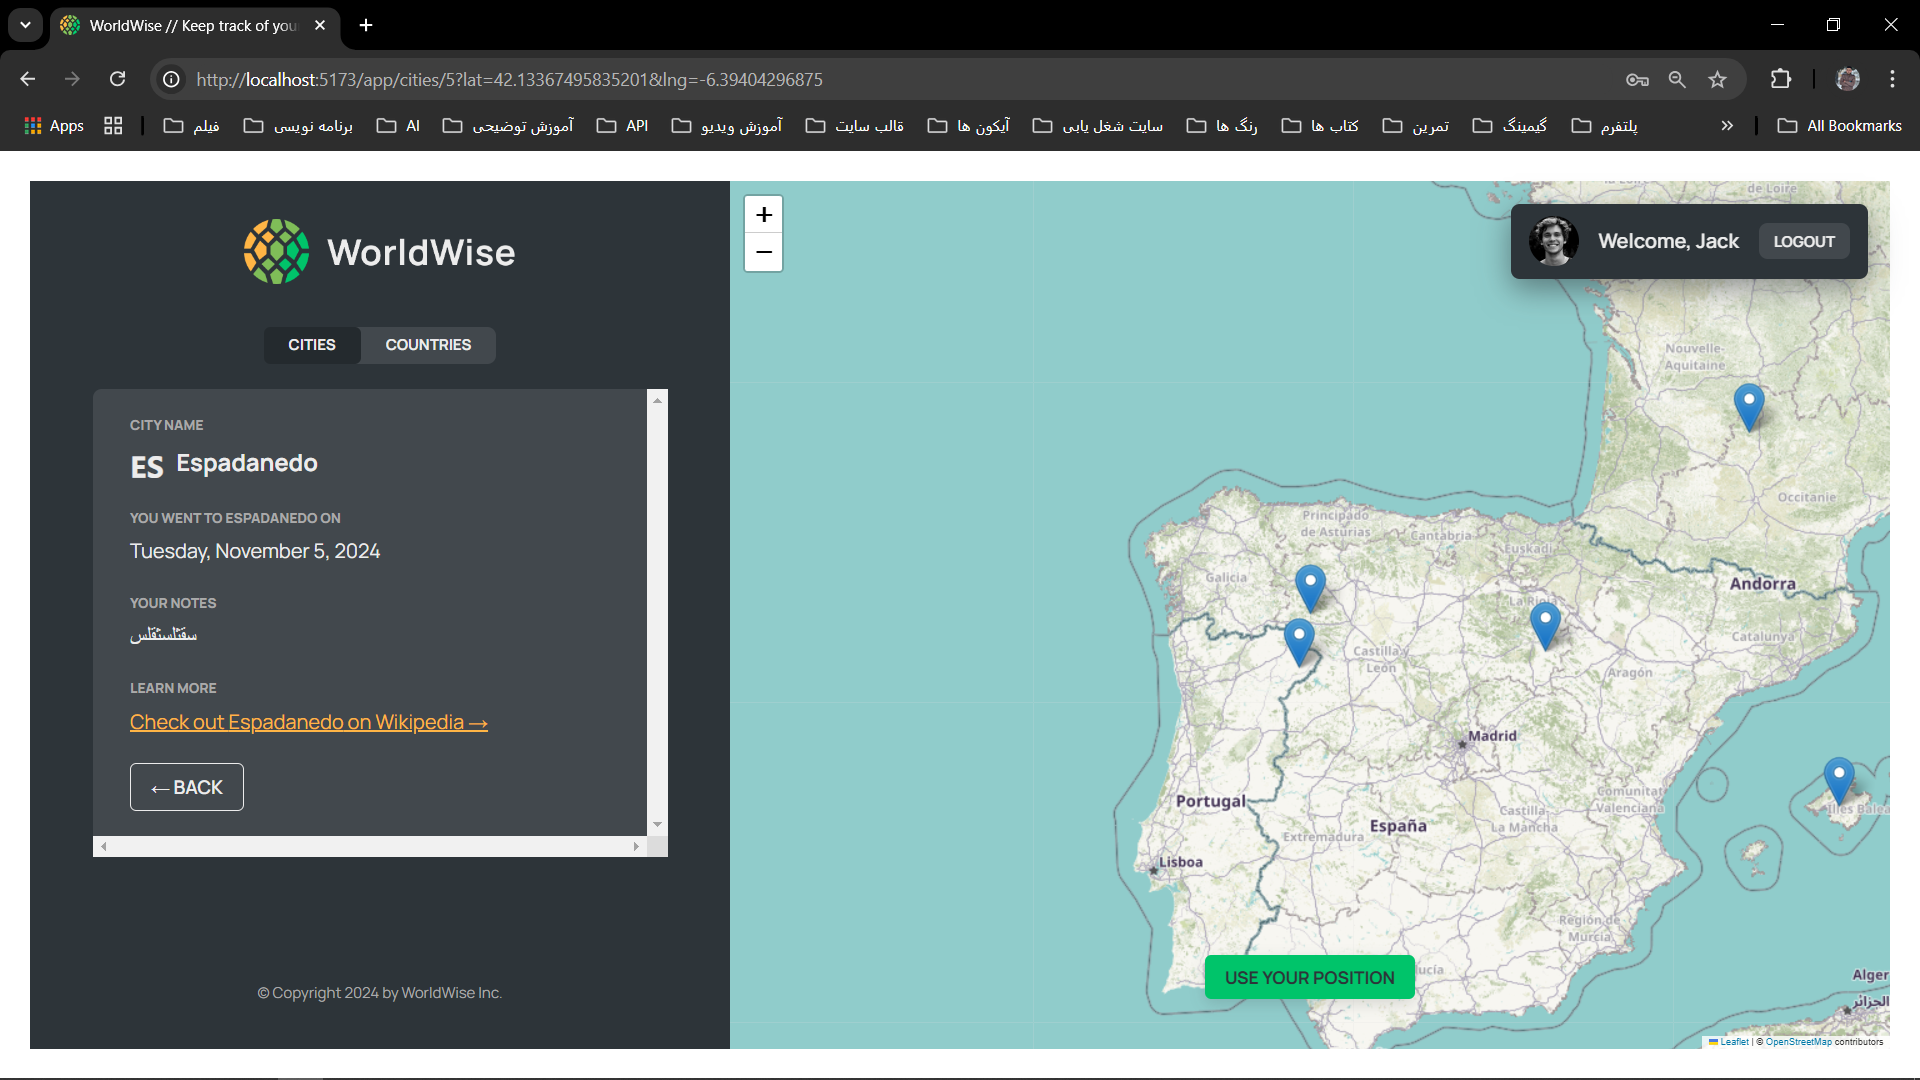 WorldWise // Keep track of you
http://localhost:5173/app/cities/5?lat=42.13367495835201&lng=-6.39404296875
Apps
فیلم
برنامه نویسی
AI
آموزش توضیحی
API
آموزش ویدیو
قالب سایت
آیکون ها
سایت شغل یابی
رنگ ها
کتاب ها
تمرین
گیمینگ
پلتفرم
All Bookmarks
WorldWise
CITIES
COUNTRIES
CITY NAME
ES Espadanedo
YOU WENT TO ESPADANEDO ON
Tuesday, November 5, 2024
YOUR NOTES
LEARN MORE
Check out Espadanedo on Wikipedia →
← BACK
© Copyright 2024 by WorldWise Inc.
+
−
de Loire
Welcome, Jack
LOGOUT
Nouvelle-
Aquitaine
Occitanie
Principado
de Asturias
Cantabria
Euskadi
Galicia
Andorra
La Rioja
Catalunya
Castilla y
León
Aragón
Madrid
Portugal
Comunitat
Valenciana
Illes Balea
Castilla-
La Mancha
España
Extremadura
Lisboa
Región de
Murcia
USE YOUR POSITION
lucía
Alger
الجزائر
Leaflet | © OpenStreetMap contributors